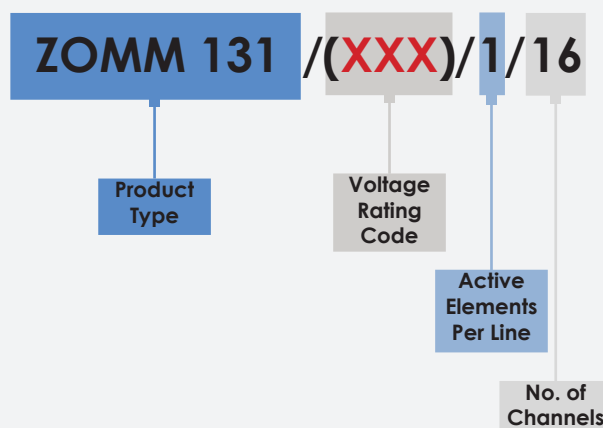 ZOMM 131 /(XXX)/1/16
Product
Type
Voltage
Rating
Code
Active
Elements
Per Line
No. of
Channels